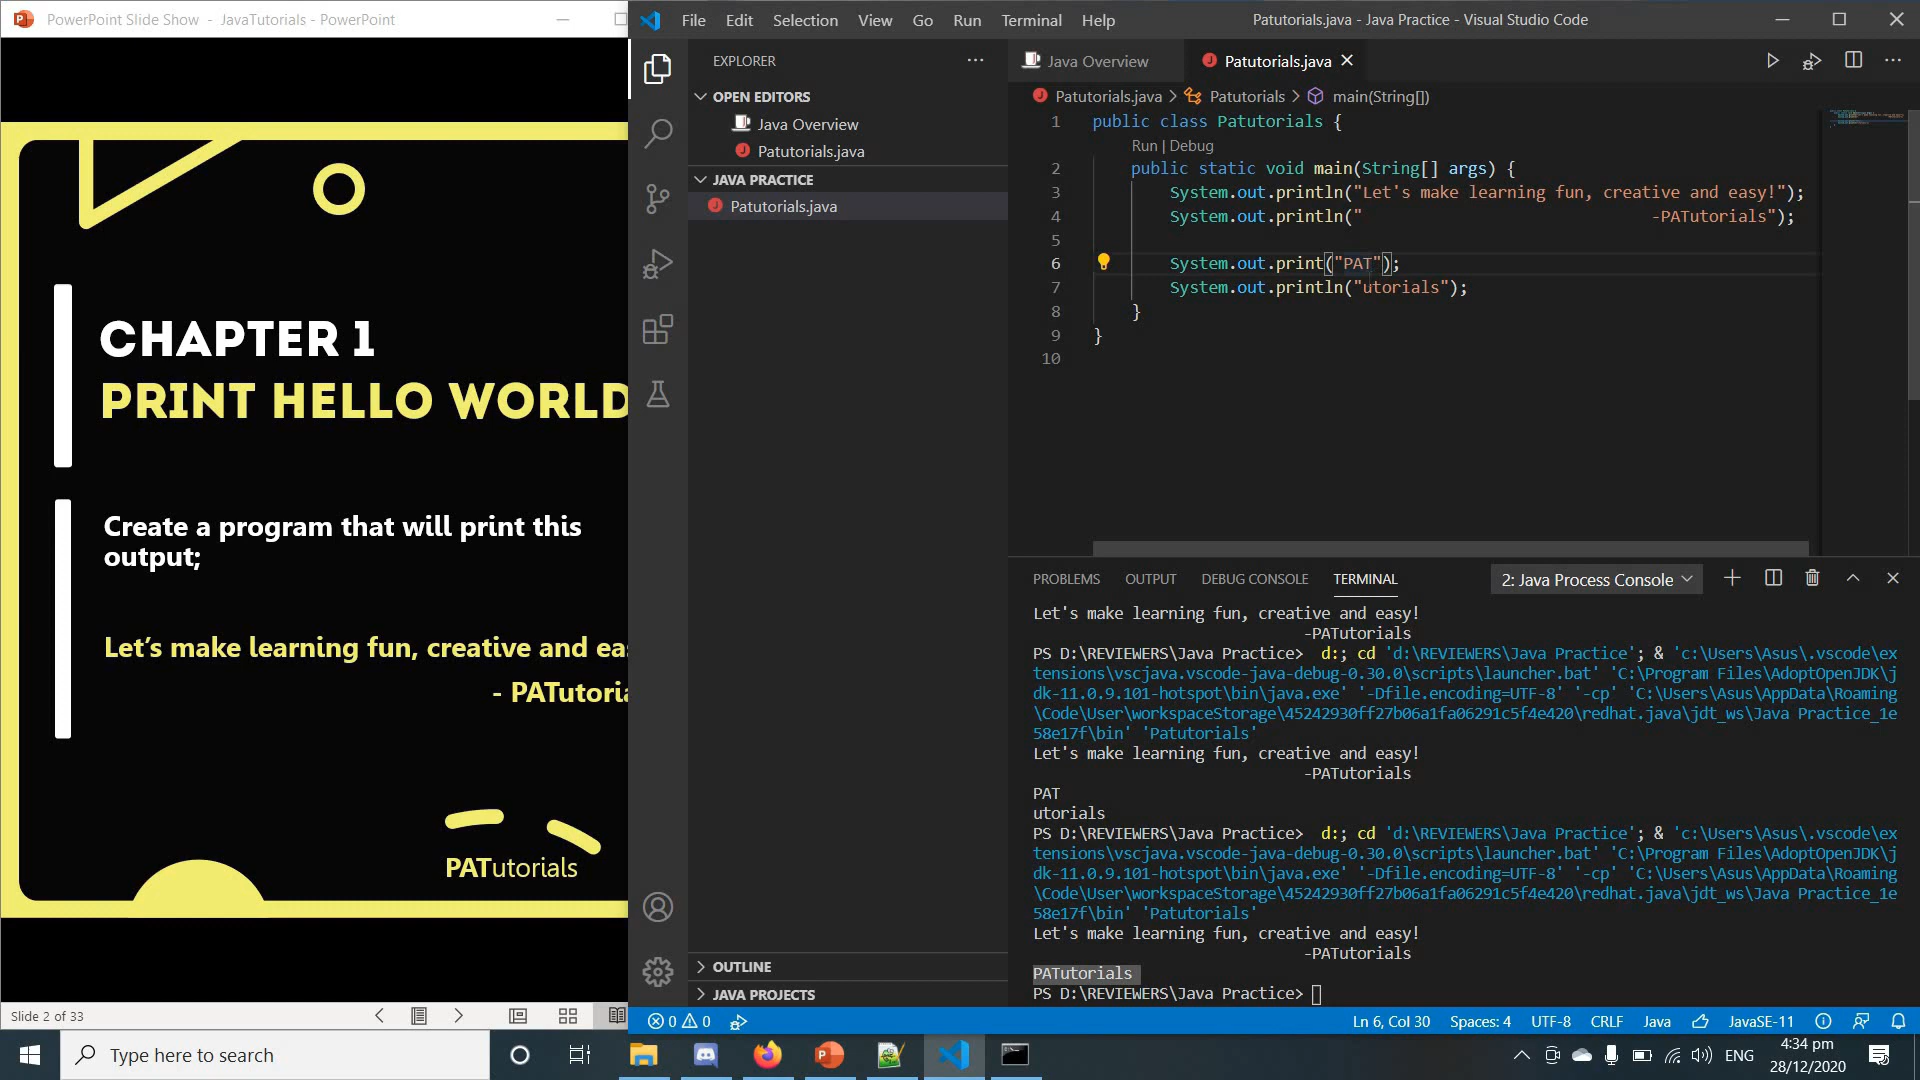 PowerPoint Slide Show - JavaTutorials - PowerPoint
CHAPTER 1
PRINT HELLO WORLD
Create a program that will print this
output;
Let's make learning fun, creative and eas
- PATutoria
PATutorials
Slide 2 of 33
File Edit Selection View Go Run Terminal Help
Patutorials.java - Java Practice - Visual Studio Code
EXPLORER
OPEN EDITORS
Java Overview
Patutorials.java
JAVA PRACTICE
Patutorials.java
OUTLINE
JAVA PROJECTS
Java Overview
Patutorials.java
Patutorials.java > Patutorials > main(String[])
1 public class Patutorials {
Run | Debug
2 public static void main(String[] args) {
3 System.out.println("Let's make learning fun, creative and easy!");
4 System.out.println("                              -PATutorials");
5
6 System.out.print("PAT");
7 System.out.println("utorials");
8 }
9 }
10
PROBLEMS OUTPUT DEBUG CONSOLE TERMINAL
2: Java Process Console
Let's make learning fun, creative and easy!
                              -PATutorials
PS D:\REVIEWERS\Java Practice>  d:; cd 'd:\REVIEWERS\Java Practice'; & 'c:\Users\Asus\.vscode\ex
tensions\vscjava.vscode-java-debug-0.30.0\scripts\launcher.bat' 'C:\Program Files\AdoptOpenJDK\j
dk-11.0.9.101-hotspot\bin\java.exe' '-Dfile.encoding=UTF-8' '-cp' 'C:\Users\Asus\AppData\Roaming
\Code\User\workspaceStorage\45242930ff27b06a1fa06291c5f4e420\redhat.java\jdt_ws\Java Practice_1e
58e17f\bin' 'Patutorials'
Let's make learning fun, creative and easy!
                              -PATutorials
PAT
utorials
PS D:\REVIEWERS\Java Practice>  d:; cd 'd:\REVIEWERS\Java Practice'; & 'c:\Users\Asus\.vscode\ex
tensions\vscjava.vscode-java-debug-0.30.0\scripts\launcher.bat' 'C:\Program Files\AdoptOpenJDK\j
dk-11.0.9.101-hotspot\bin\java.exe' '-Dfile.encoding=UTF-8' '-cp' 'C:\Users\Asus\AppData\Roaming
\Code\User\workspaceStorage\45242930ff27b06a1fa06291c5f4e420\redhat.java\jdt_ws\Java Practice_1e
58e17f\bin' 'Patutorials'
Let's make learning fun, creative and easy!
                              -PATutorials
PATutorials
PS D:\REVIEWERS\Java Practice>
0 0
Ln 6, Col 30 Spaces: 4 UTF-8 CRLF Java JavaSE-11
Type here to search
ENG
4:34 pm
28/12/2020